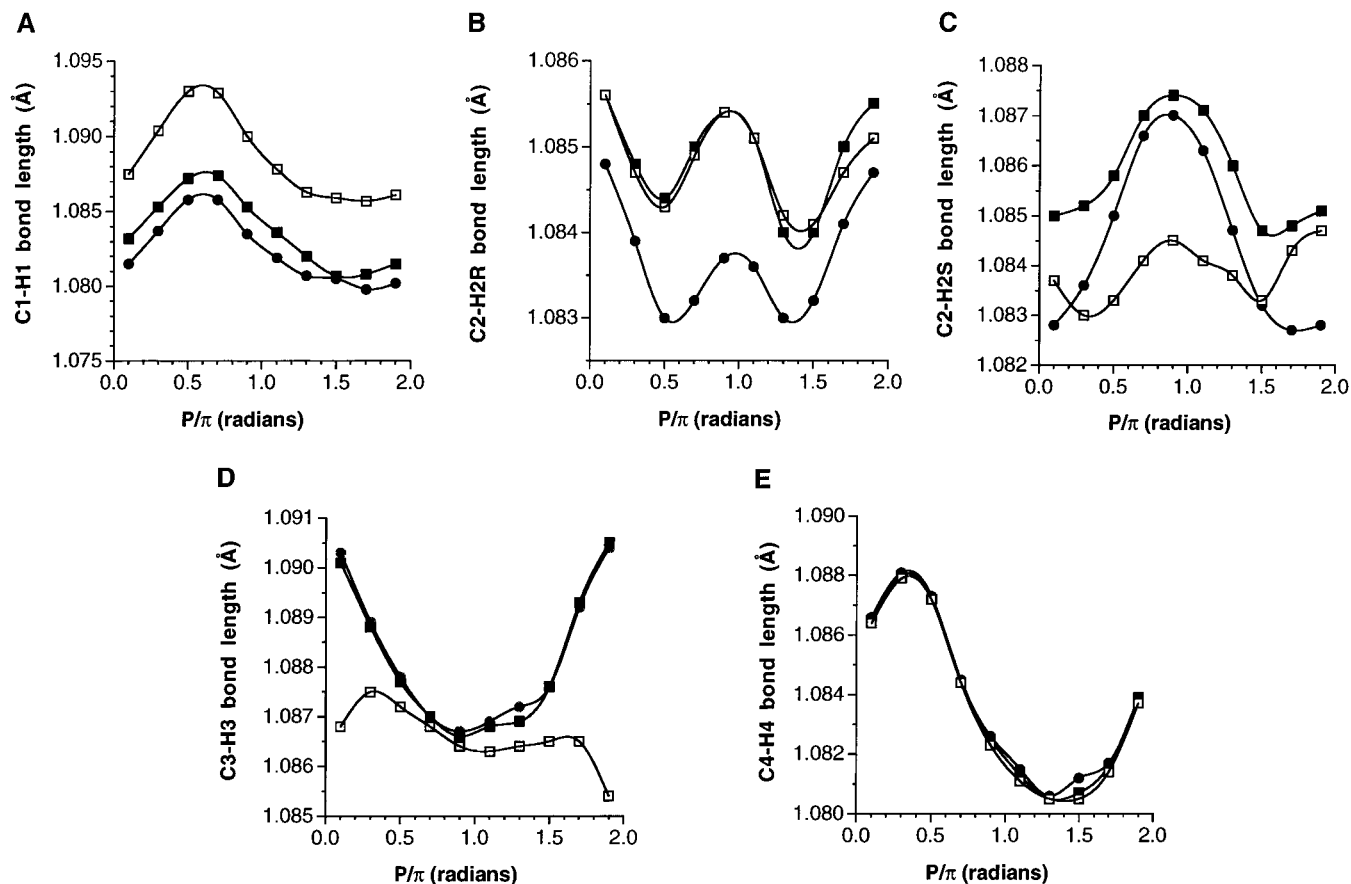 A
C1-H1 bond length (Å)
1.095
1.090
1.085
1.080
1.075
0.0 0.5 1.0 1.5 2.0
P/π (radians)
B
C2-H2R bond length (Å)
1.086
1.085
1.084
1.083
0.0 0.5 1.0 1.5 2.0
P/π (radians)
C
C2-H2S bond length (Å)
1.088
1.087
1.086
1.085
1.084
1.083
1.082
0.0 0.5 1.0 1.5 2.0
P/π (radians)
D
C3-H3 bond length (Å)
1.091
1.090
1.089
1.088
1.087
1.086
1.085
0.0 0.5 1.0 1.5 2.0
P/π (radians)
E
C4-H4 bond length (Å)
1.090
1.088
1.086
1.084
1.082
1.080
0.0 0.5 1.0 1.5 2.0
P/π (radians)